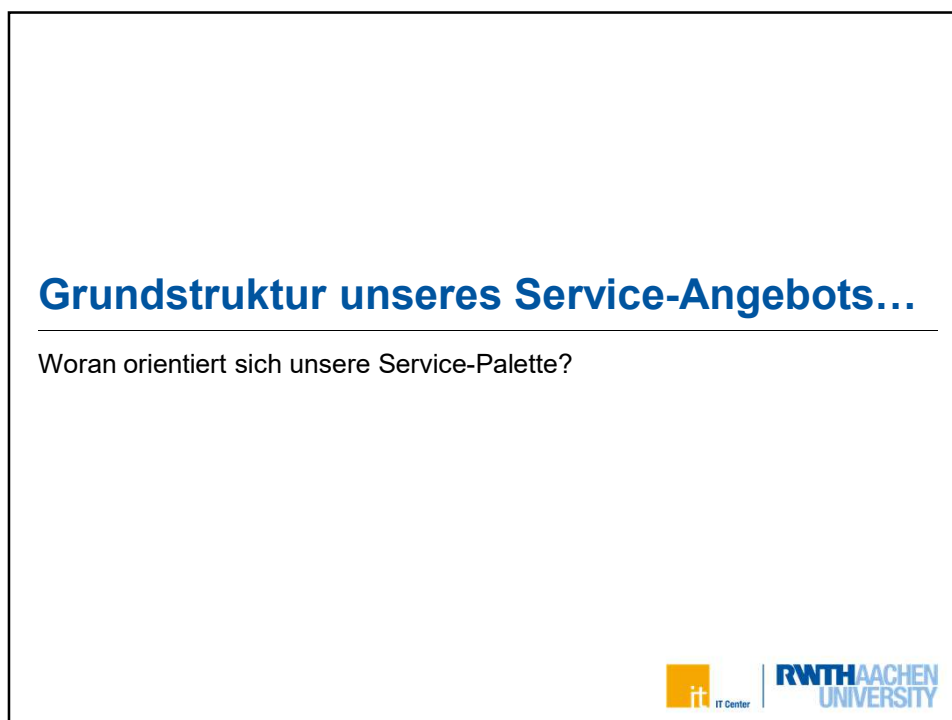 Grundstruktur unseres Service-Angebots…
Woran orientiert sich unsere Service-Palette?
it
IT Center
RWTHAACHEN
UNIVERSITY